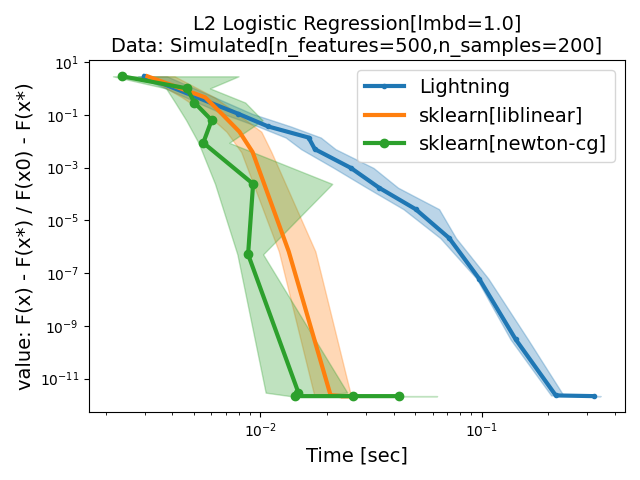 L2 Logistic Regression[lmbd=1.0]
Data: Simulated[n_features=500,n_samples=200]
value: F(x) - F(x*) / F(x0) - F(x*)
10¹
10⁻¹
10⁻³
10⁻⁵
10⁻⁷
10⁻⁹
10⁻¹¹
Lightning
sklearn[liblinear]
sklearn[newton-cg]
10⁻²
10⁻¹
Time [sec]